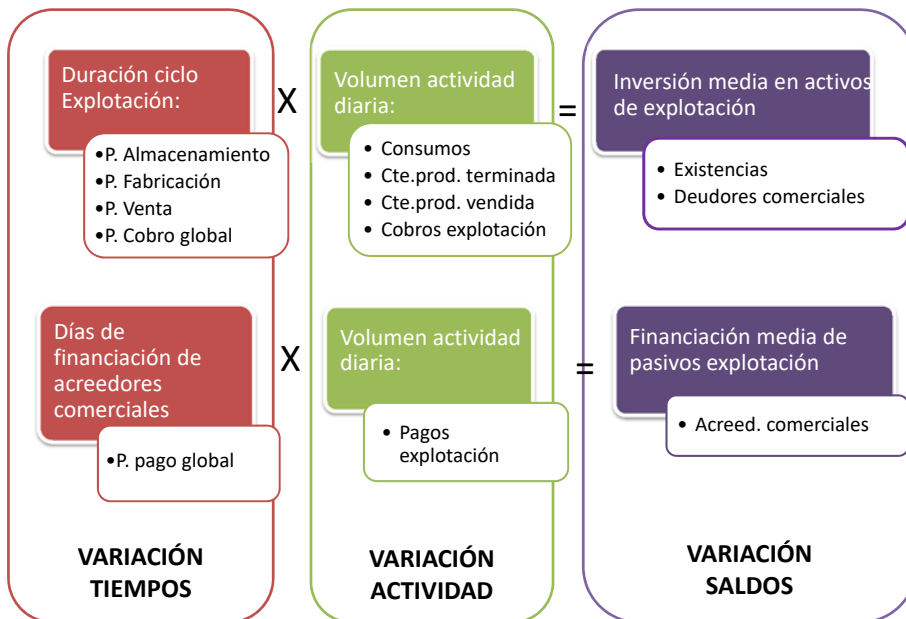 Duración ciclo
Explotación:
•P. Almacenamiento
•P. Fabricación
•P. Venta
•P. Cobro global
X
Volumen actividad
diaria:
• Consumos
• Cte.prod. terminada
• Cte.prod. vendida
• Cobros explotación
=
Inversión media en activos
de explotación
• Existencias
• Deudores comerciales
Días de
financiación de
acreedores
comerciales
•P. pago global
X
Volumen actividad
diaria:
• Pagos
explotación
=
Financiación media de
pasivos explotación
• Acreed. comerciales
VARIACIÓN
TIEMPOS
VARIACIÓN
ACTIVIDAD
VARIACIÓN
SALDOS